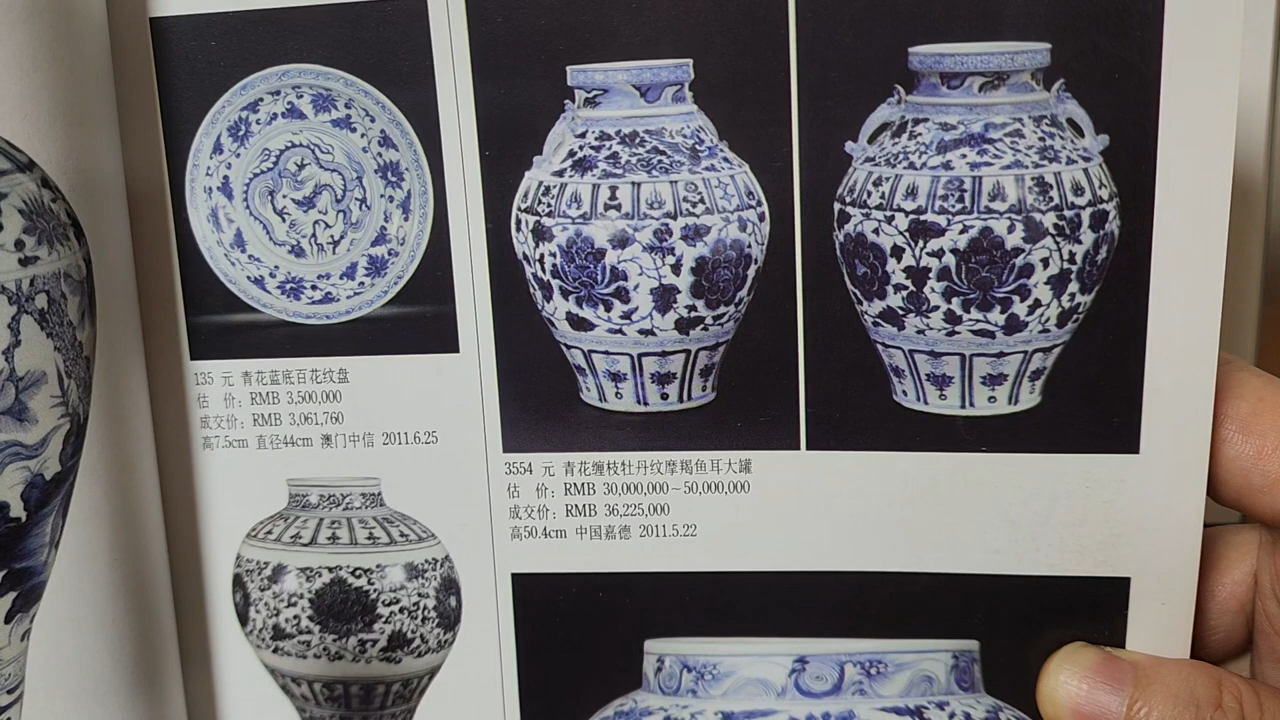 135 元 青花蓝底百花纹盘
估 价: RMB 3,500,000
成交价: RMB 3,061,760
高7.5cm 直径44cm 澳门中信 2011.6.25
3554 元 青花缠枝牡丹纹摩羯鱼耳大罐
估 价: RMB 30,000,000~50,000,000
成交价: RMB 36,225,000
高50.4cm 中国嘉德 2011.5.22